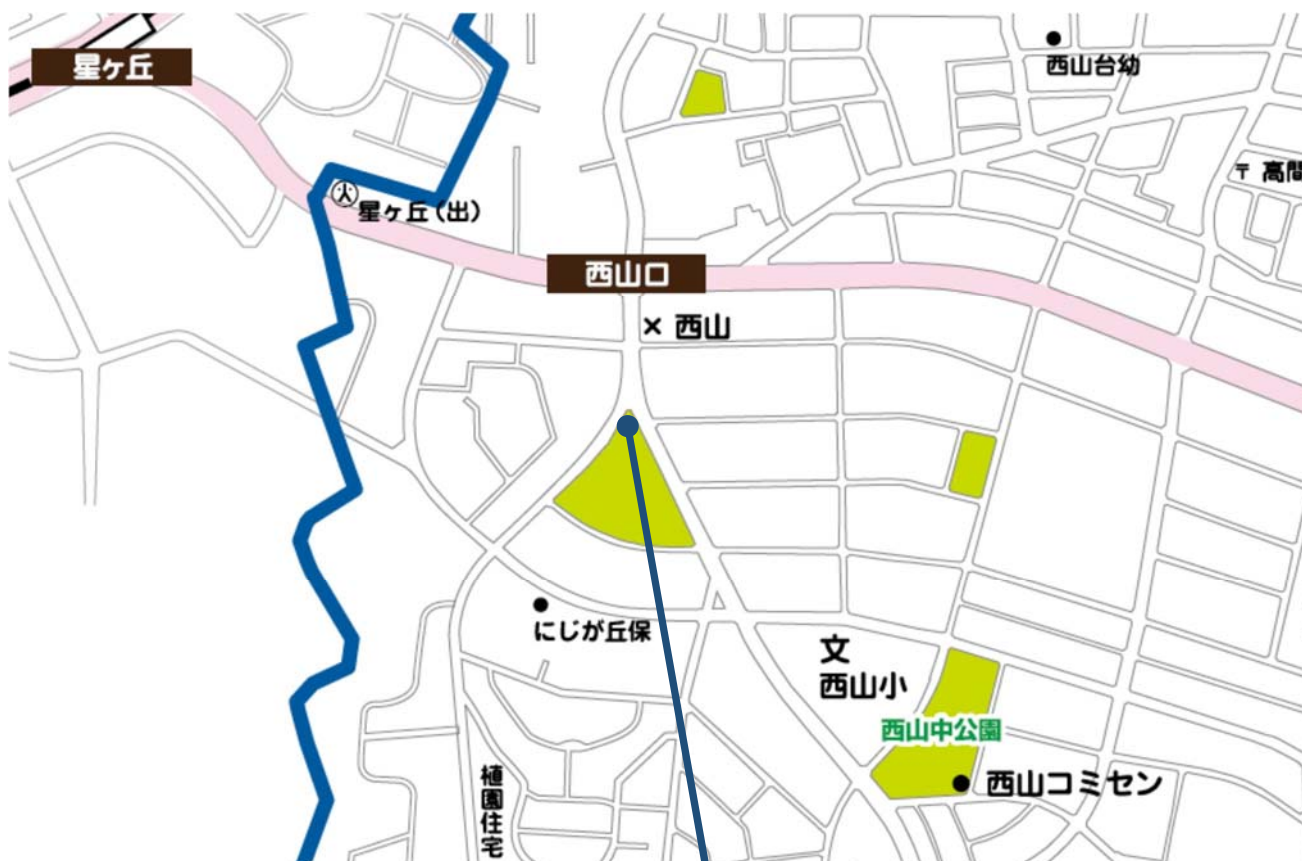 星ヶ丘
西山台幼
〒 高間
火
星ヶ丘(出)
西山口
× 西山
にじが丘保
文
西山小
西山中公園
西山コミセン
植園住宅